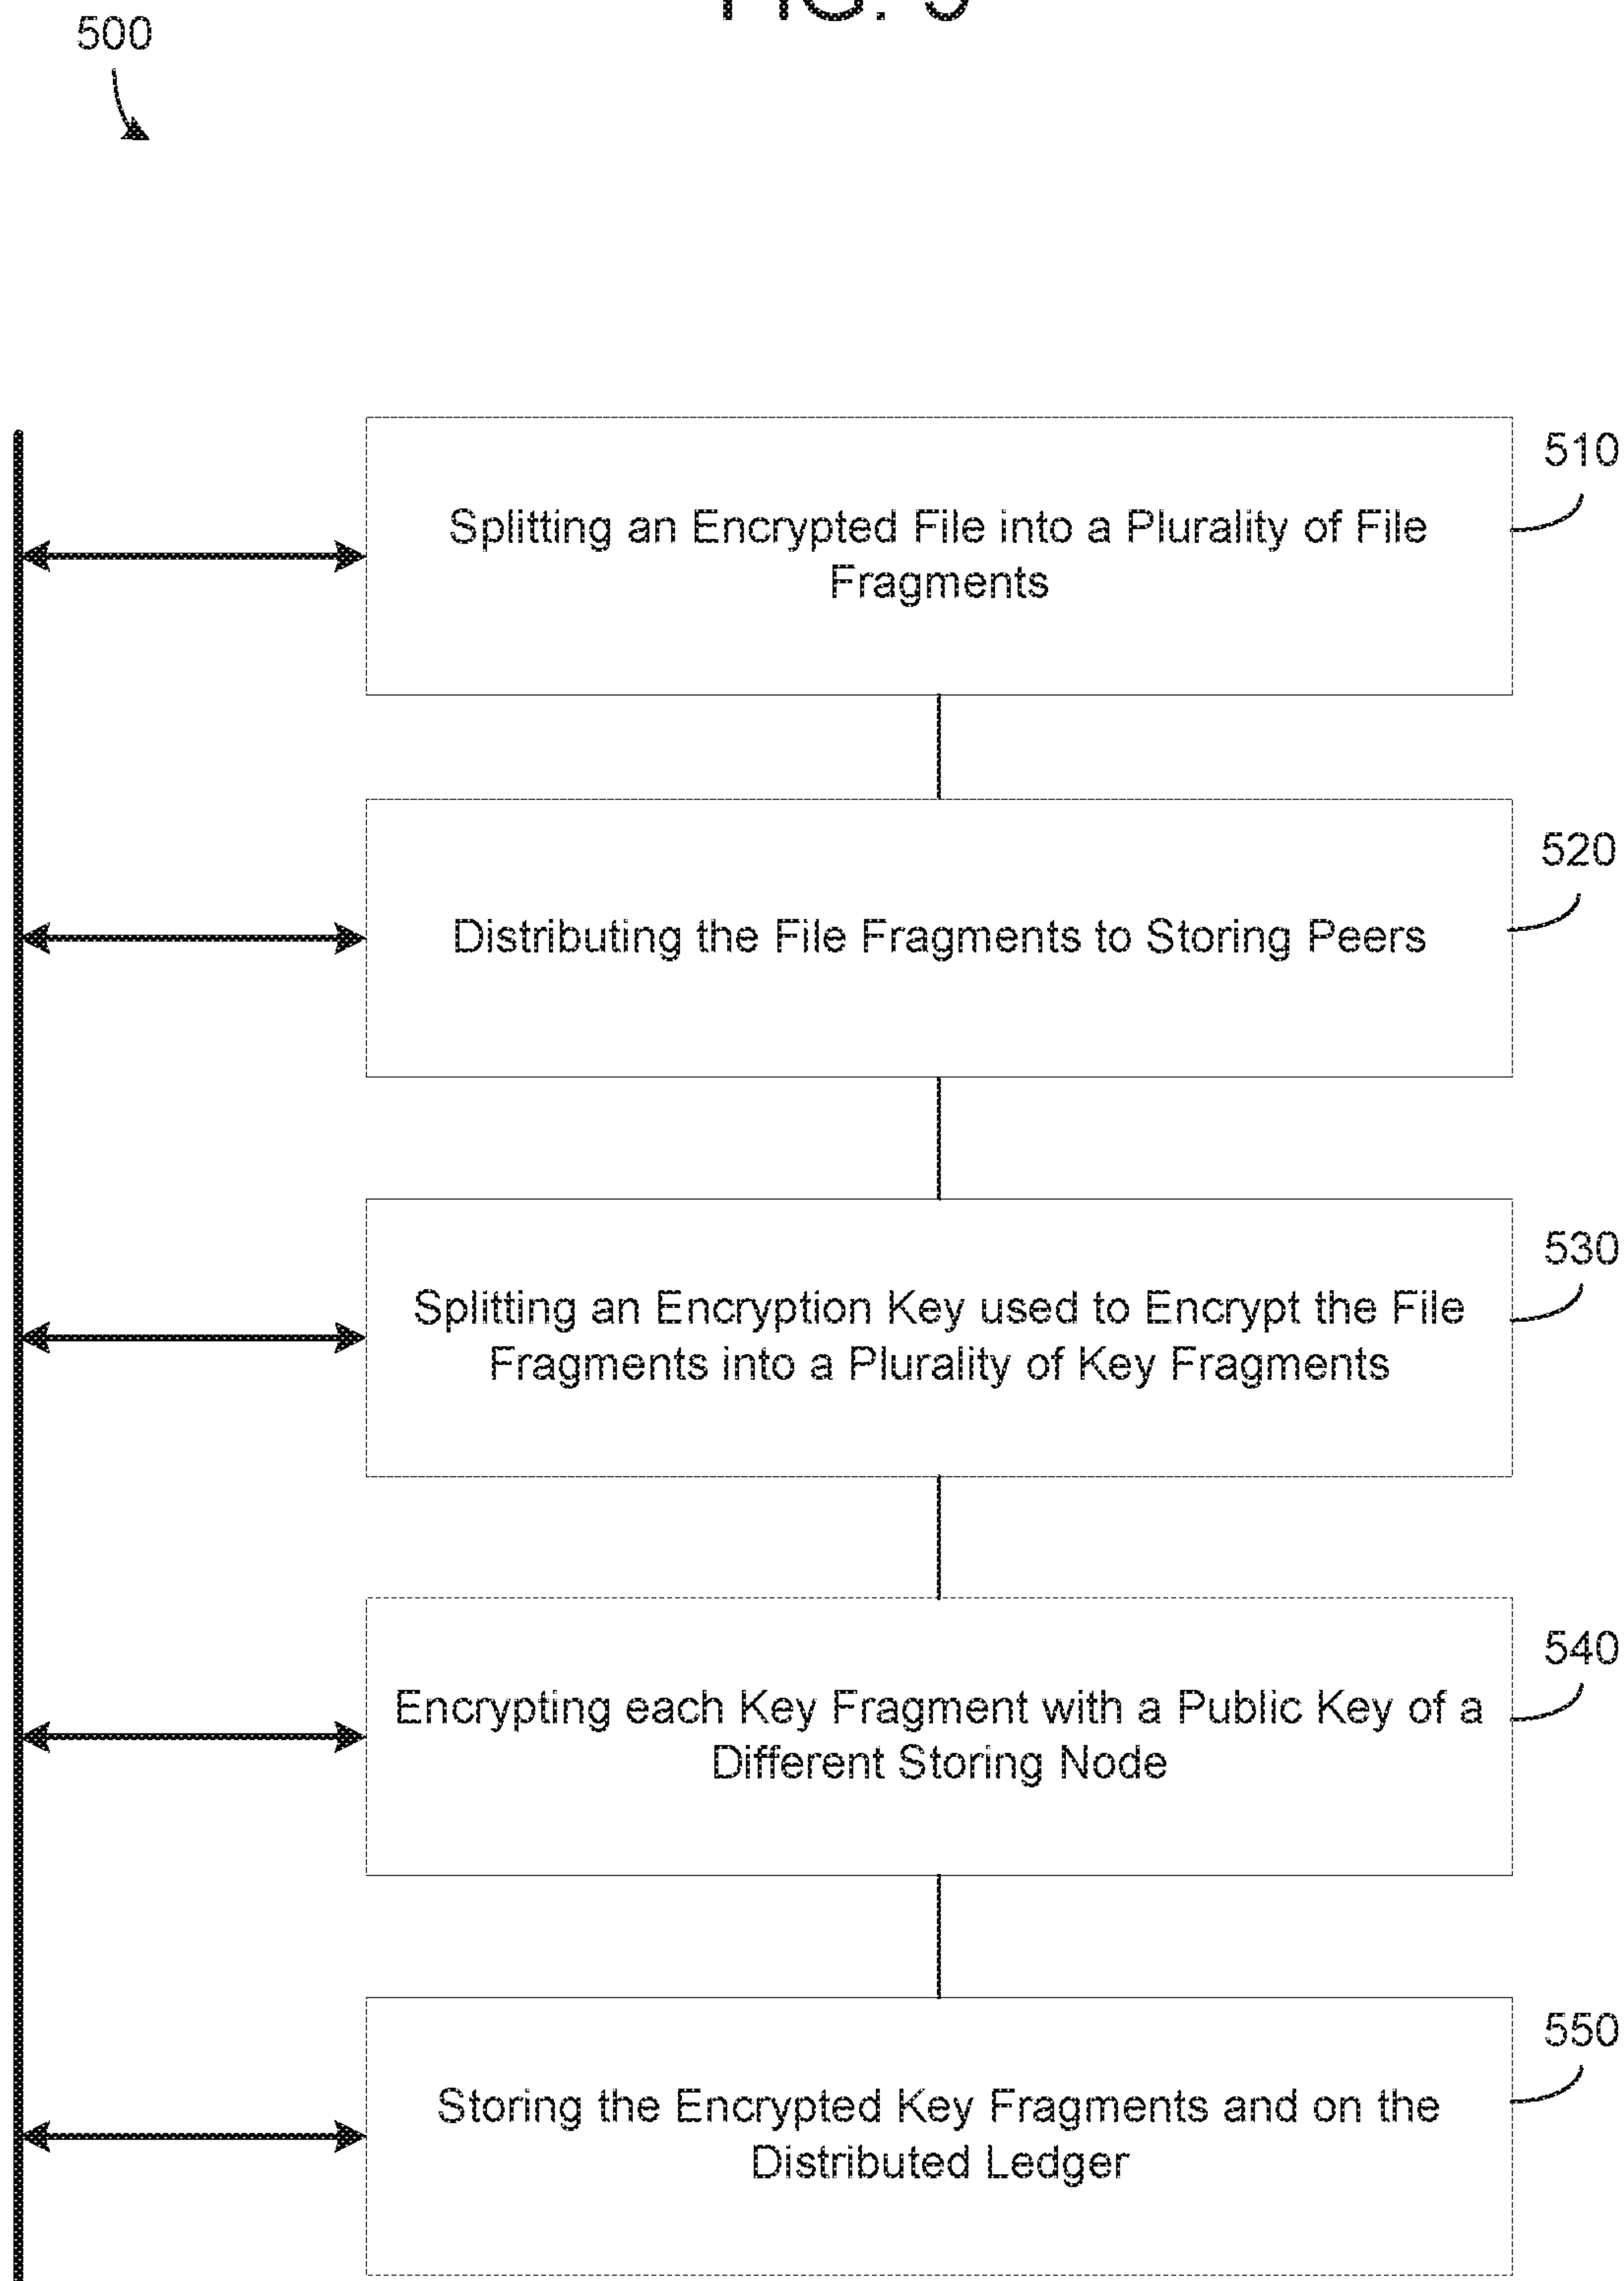 FIG. 5
500
510
Splitting an Encrypted File into a Plurality of File
Fragments
520
Distributing the File Fragments to Storing Peers
530
Splitting an Encryption Key used to Encrypt the File
Fragments into a Plurality of Key Fragments
540
Encrypting each Key Fragment with a Public Key of a
Different Storing Node
550
Storing the Encrypted Key Fragments and on the
Distributed Ledger